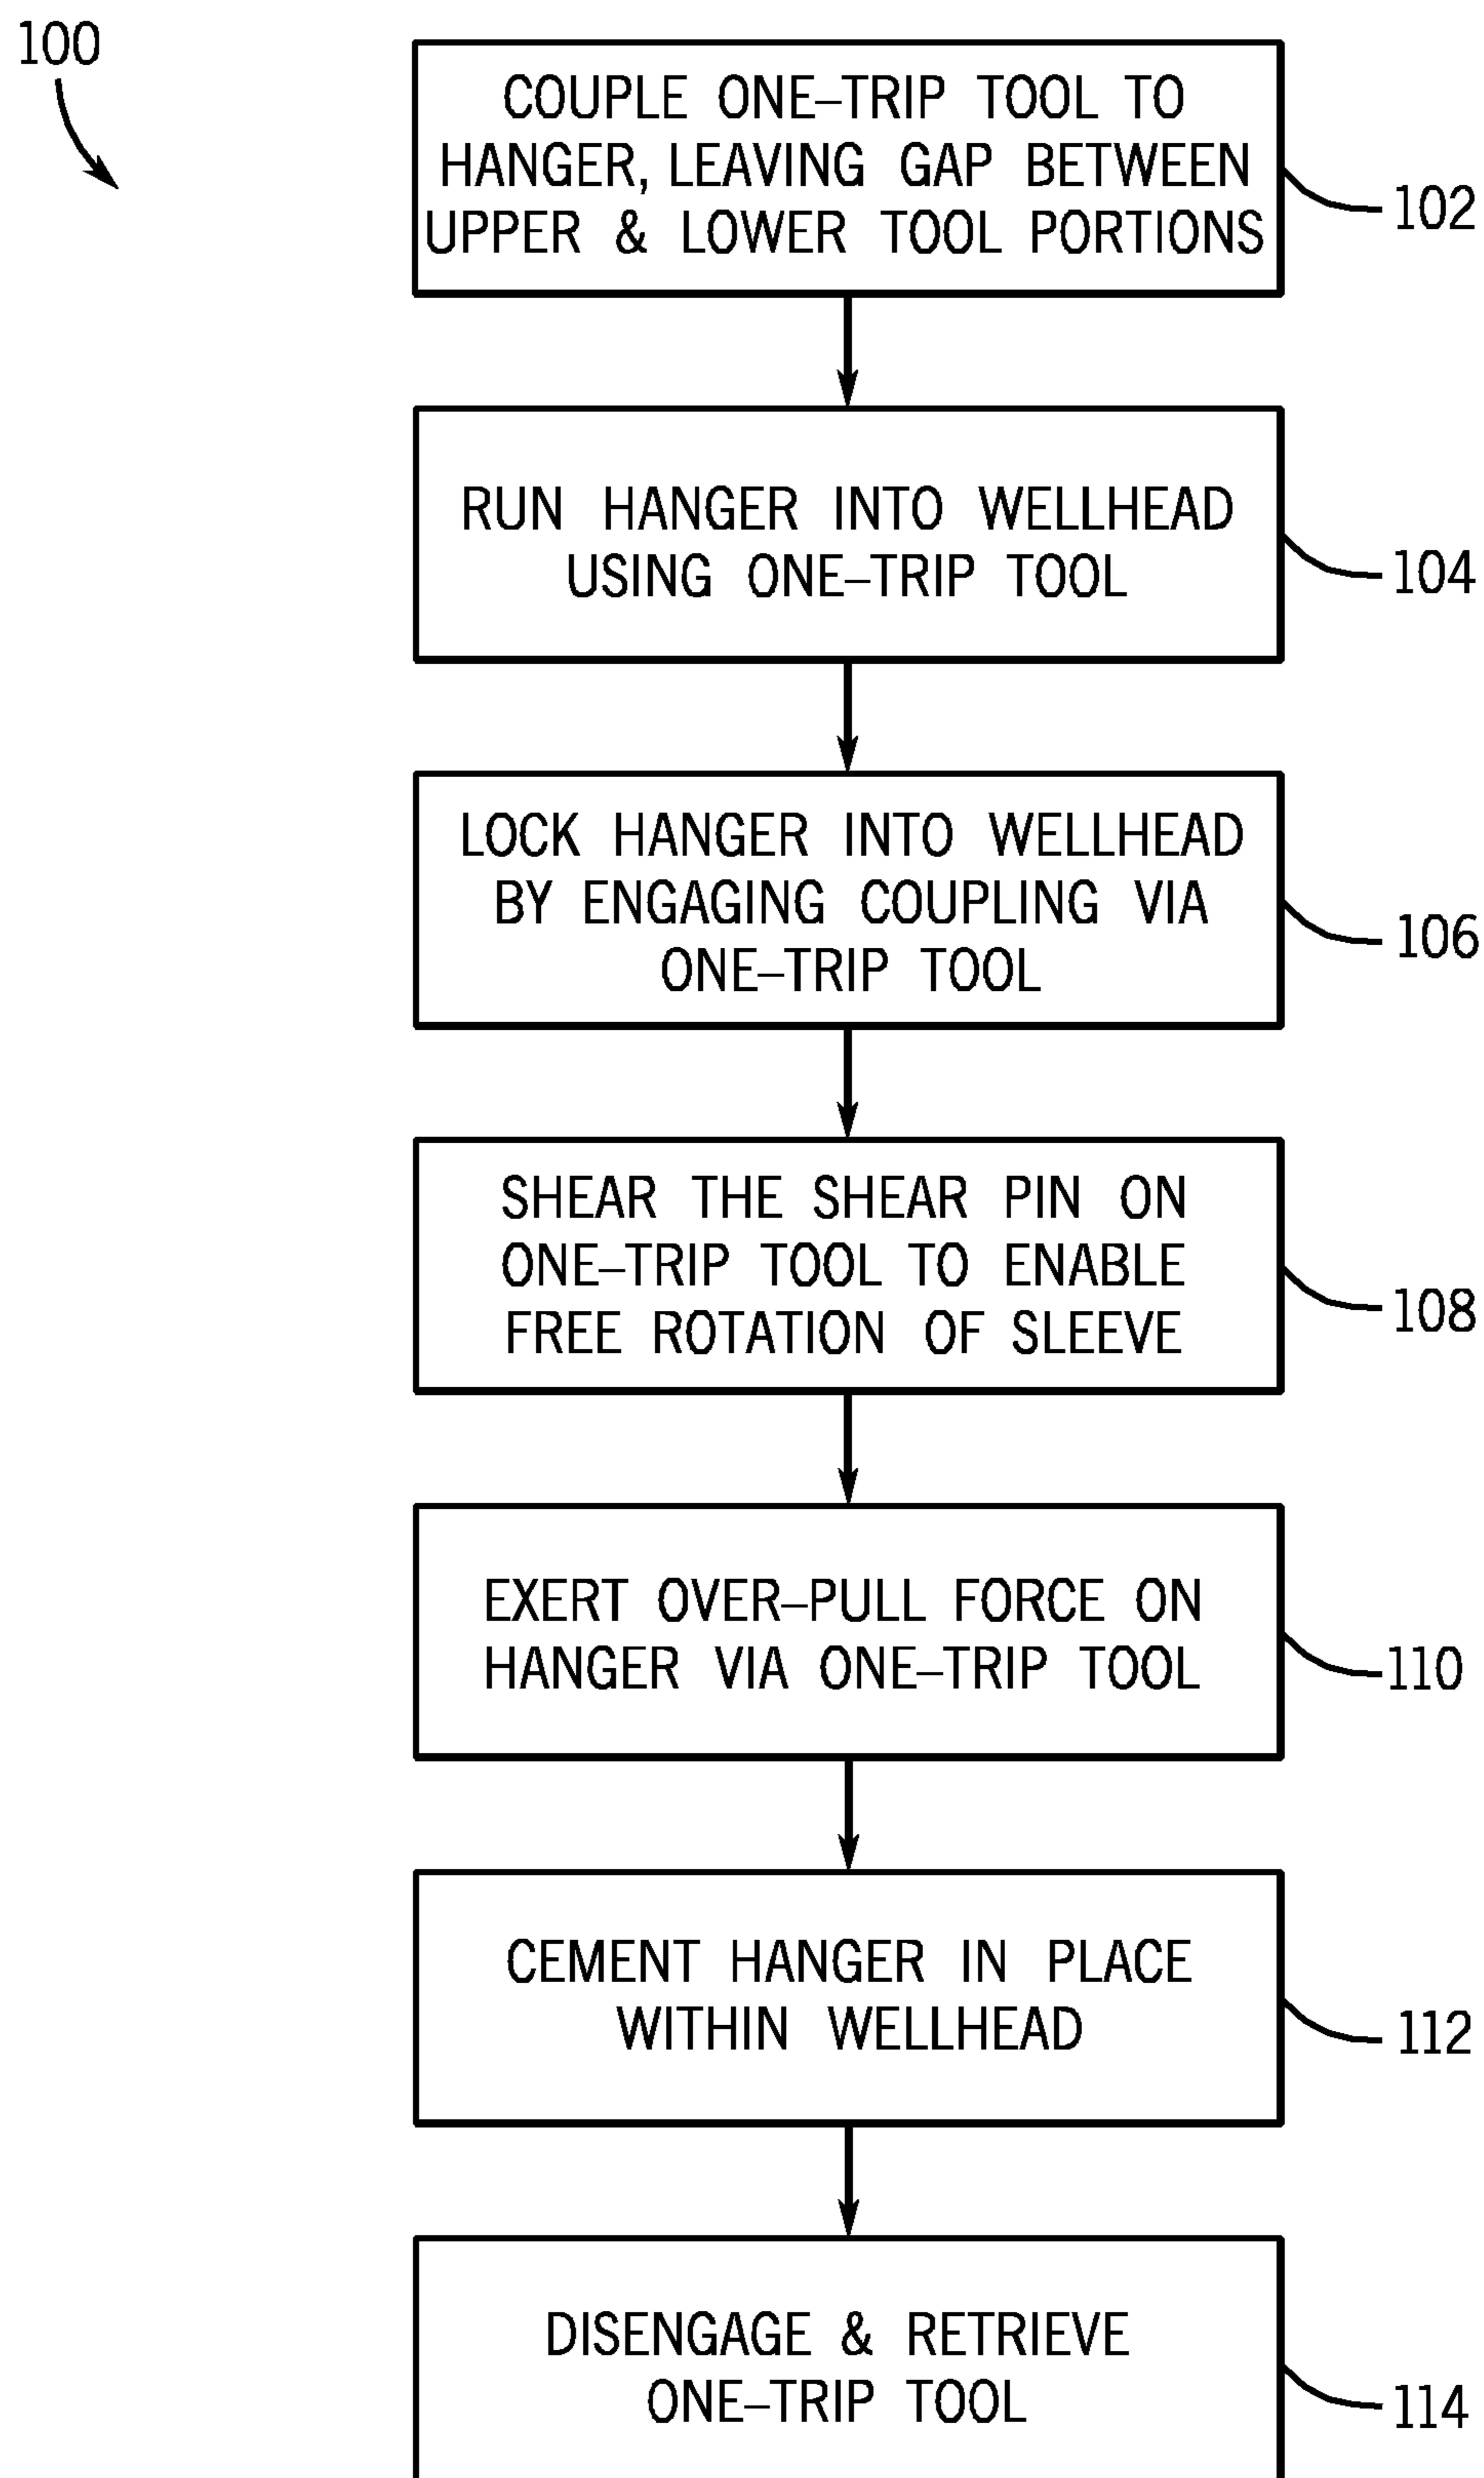 100
COUPLE ONE–TRIP TOOL TO
HANGER, LEAVING GAP BETWEEN
UPPER & LOWER TOOL PORTIONS
102
RUN HANGER INTO WELLHEAD
USING ONE–TRIP TOOL
104
LOCK HANGER INTO WELLHEAD
BY ENGAGING COUPLING VIA
ONE–TRIP TOOL
106
SHEAR THE SHEAR PIN ON
ONE–TRIP TOOL TO ENABLE
FREE ROTATION OF SLEEVE
108
EXERT OVER–PULL FORCE ON
HANGER VIA ONE–TRIP TOOL
110
CEMENT HANGER IN PLACE
WITHIN WELLHEAD
112
DISENGAGE & RETRIEVE
ONE–TRIP TOOL
114